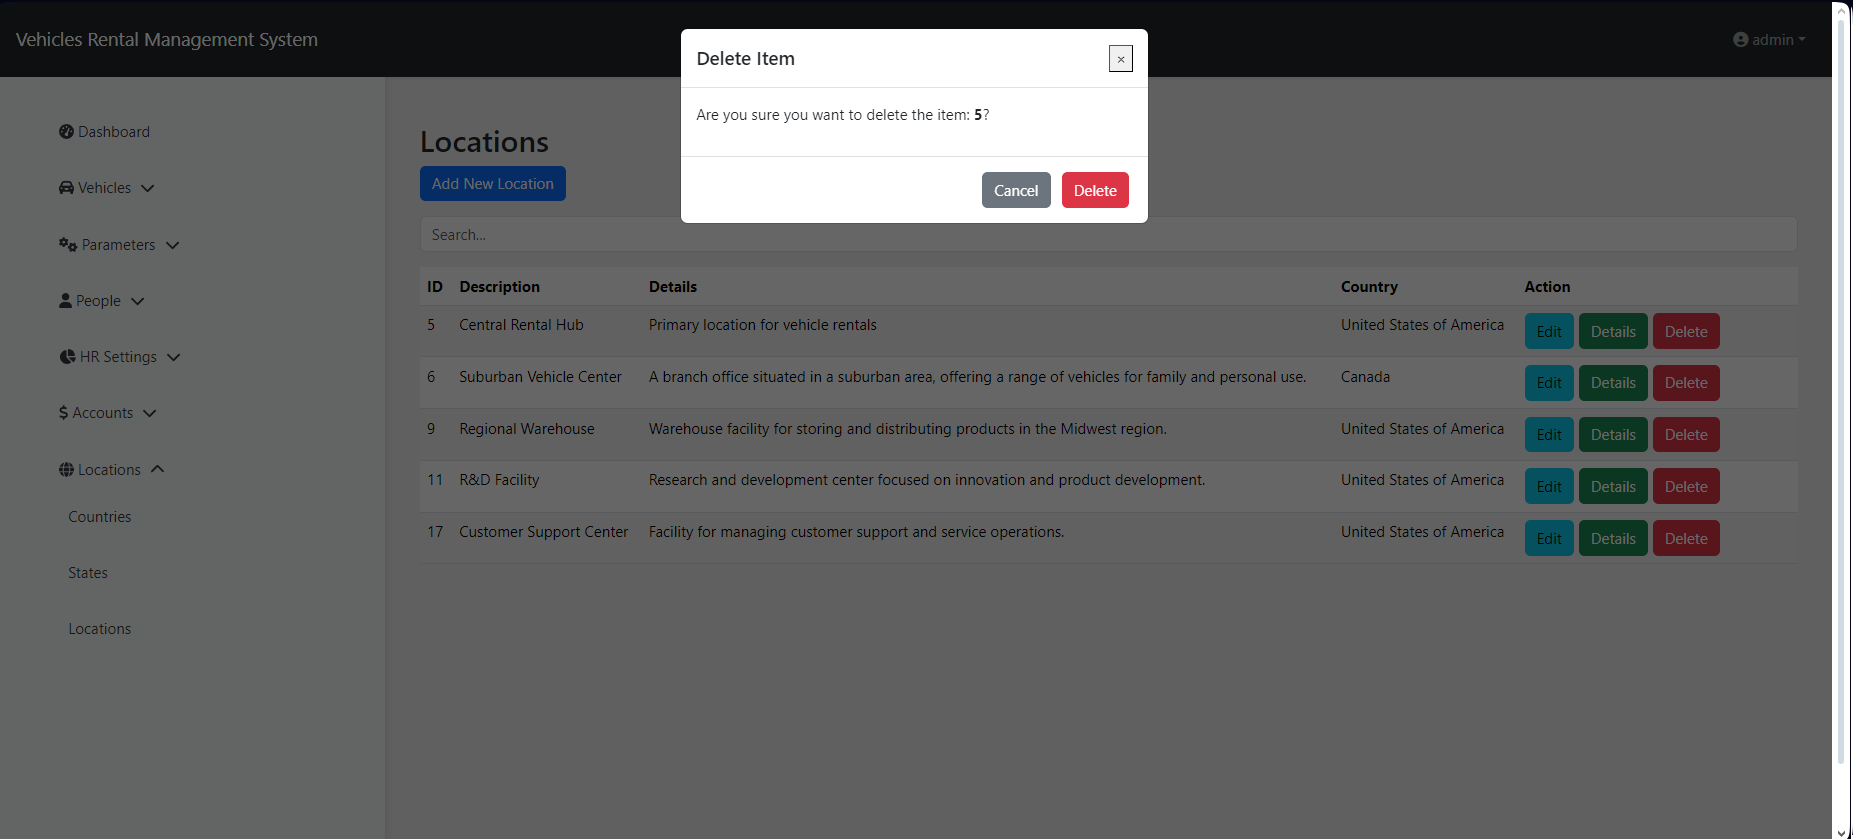 Vehicles Rental Management System
admin
Delete Item
×
Are you sure you want to delete the item: 5?
Cancel Delete
Dashboard
Vehicles
Parameters
People
HR Settings
$ Accounts
Locations
Countries
States
Locations
Locations
Add New Location
Search...
ID Description Details Country Action
5 Central Rental Hub Primary location for vehicle rentals United States of America Edit Details Delete
6 Suburban Vehicle Center A branch office situated in a suburban area, offering a range of vehicles for family and personal use. Canada Edit Details Delete
9 Regional Warehouse Warehouse facility for storing and distributing products in the Midwest region. United States of America Edit Details Delete
11 R&D Facility Research and development center focused on innovation and product development. United States of America Edit Details Delete
17 Customer Support Center Facility for managing customer support and service operations. United States of America Edit Details Delete